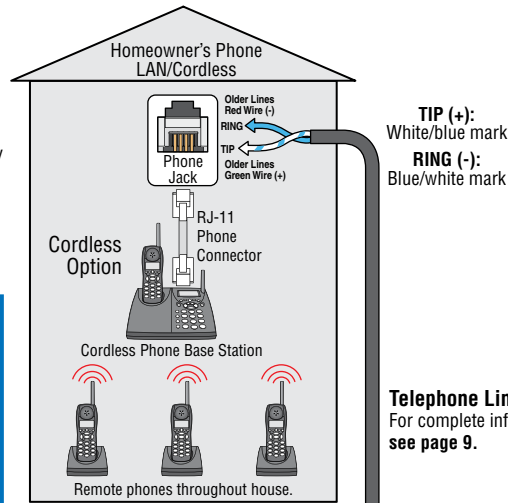 Homeowner's Phone
LAN/Cordless
Older Lines
Red Wire (-)
RING
TIP
Older Lines
Green Wire (+)
Phone
Jack
TIP (+):
White/blue mark
RING (-):
Blue/white mark
RJ-11
Phone
Connector
Cordless
Option
Cordless Phone Base Station
Remote phones throughout house.
Telephone Lin
For complete inf
see page 9.